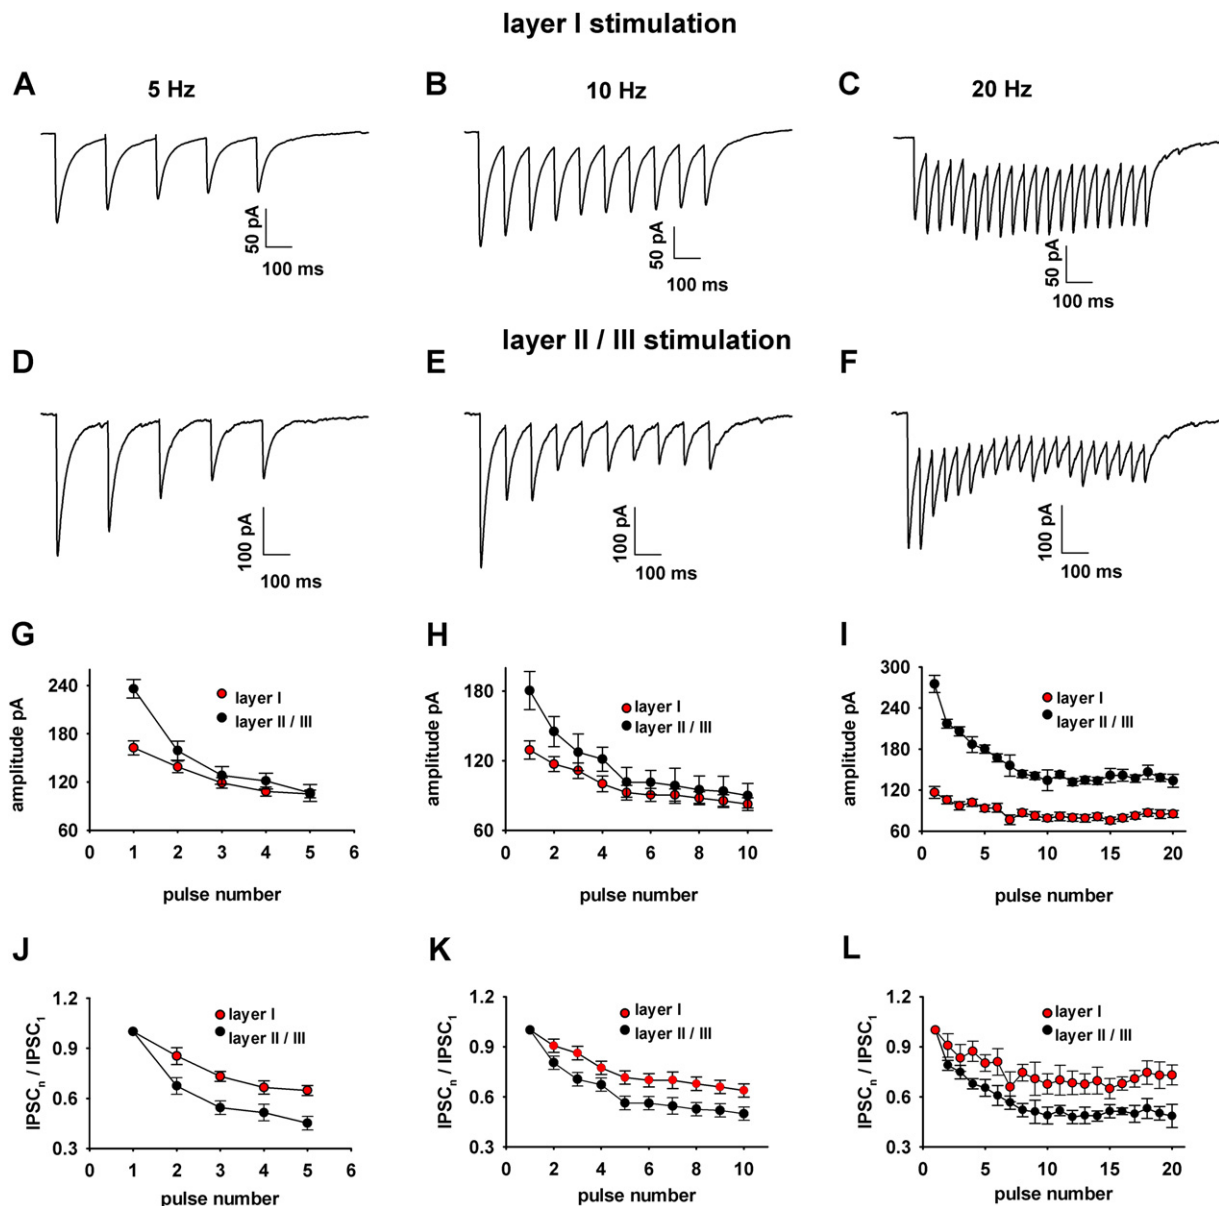 layer I stimulation
A 5 Hz B 10 Hz C 20 Hz
50 pA
100 ms
50 pA
100 ms
50 pA
100 ms
layer II / III stimulation
D E F
100 pA
100 ms
100 pA
100 ms
100 pA
100 ms
G
amplitude pA
240
180
120
60
layer I
layer II / III
0 1 2 3 4 5 6
pulse number
H
amplitude pA
180
120
60
layer I
layer II / III
0 2 4 6 8 10
pulse number
I
amplitude pA
300
240
180
120
60
layer I
layer II / III
0 5 10 15 20
pulse number
J
IPSCn / IPSC1
1.2
0.9
0.6
0.3
layer I
layer II / III
0 1 2 3 4 5 6
pulse number
K
IPSCn / IPSC1
1.2
0.9
0.6
0.3
layer I
layer II / III
0 2 4 6 8 10
pulse number
L
IPSCn / IPSC1
1.2
0.9
0.6
0.3
layer I
layer II / III
0 5 10 15 20
pulse number